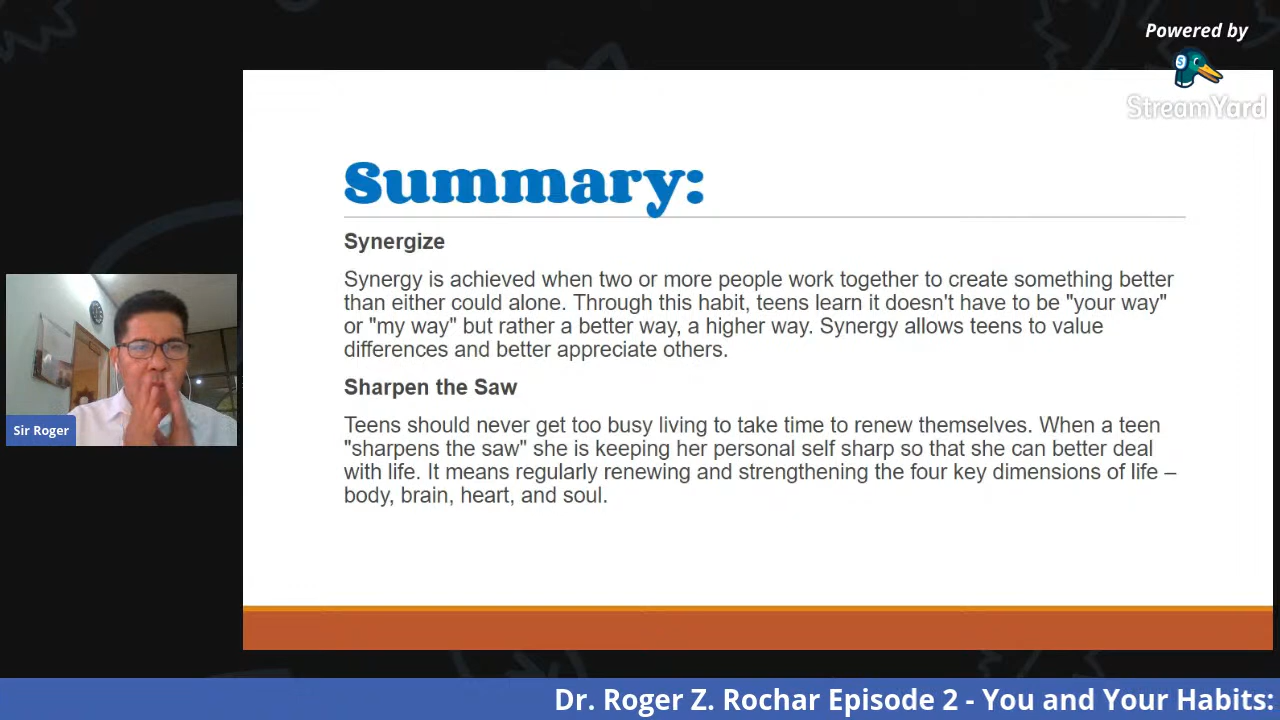 Powered by
StreamYard
Summary:
Synergize
Synergy is achieved when two or more people work together to create something better
than either could alone. Through this habit, teens learn it doesn't have to be "your way"
or "my way" but rather a better way, a higher way. Synergy allows teens to value
differences and better appreciate others.
Sharpen the Saw
Teens should never get too busy living to take time to renew themselves. When a teen
"sharpens the saw" she is keeping her personal self sharp so that she can better deal
with life. It means regularly renewing and strengthening the four key dimensions of life –
body, brain, heart, and soul.
Sir Roger
Dr. Roger Z. Rochar Episode 2 - You and Your Habits: